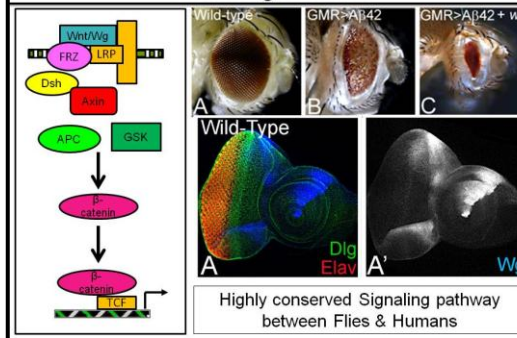 Wnt/Wg
FRZ
LRP
Dsh
Axin
APC
GSK
β-
catenin
β-
catenin
TCF
Wild-type
A
GMR>Aβ42
B
GMR>Aβ42 +
C
Wild-Type
Dlg
Elav
A
A'
Highly conserved Signaling pathway
between Flies & Humans